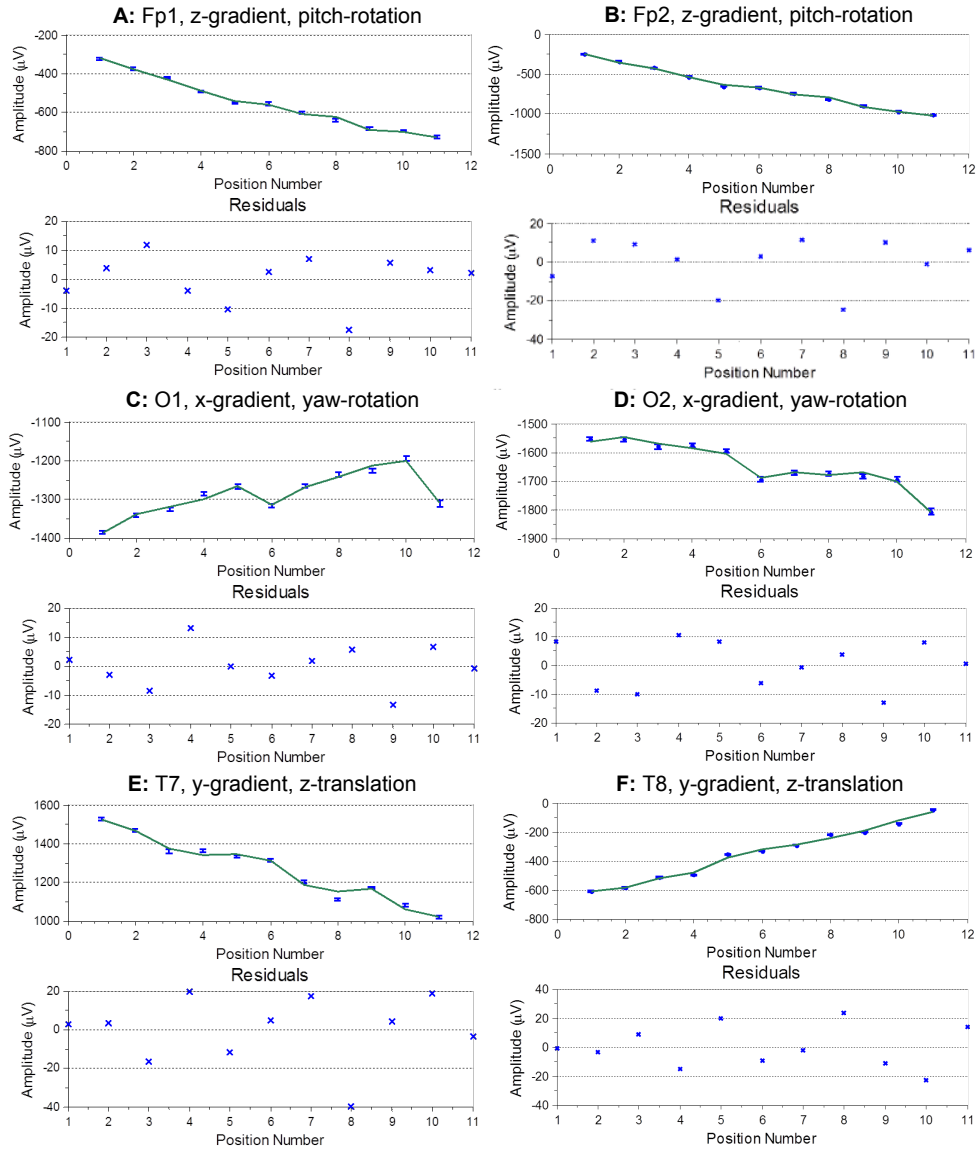 A: Fp1, z-gradient, pitch-rotation
Amplitude (µV)
-200
-400
-600
-800
0 2 4 6 8 10 12
Position Number
Residuals
Amplitude (µV)
20
10
0
-10
-20
1 2 3 4 5 6 7 8 9 10 11
Position Number
B: Fp2, z-gradient, pitch-rotation
Amplitude (µV)
0
-500
-1000
-1500
0 2 4 6 8 10 12
Position Number
Residuals
Amplitude (µV)
20
0
-20
-40
1 2 3 4 5 6 7 8 9 10 11
Position Number
C: O1, x-gradient, yaw-rotation
Amplitude (µV)
-1100
-1200
-1300
-1400
0 2 4 6 8 10 12
Position Number
Residuals
Amplitude (µV)
20
10
0
-10
-20
1 2 3 4 5 6 7 8 9 10 11
Position Number
D: O2, x-gradient, yaw-rotation
Amplitude (µV)
-1500
-1600
-1700
-1800
-1900
0 2 4 6 8 10 12
Position Number
Residuals
Amplitude (µV)
20
10
0
-10
-20
1 2 3 4 5 6 7 8 9 10 11
Position Number
E: T7, y-gradient, z-translation
Amplitude (µV)
1600
1400
1200
1000
0 2 4 6 8 10 12
Position Number
Residuals
Amplitude (µV)
20
0
-20
-40
1 2 3 4 5 6 7 8 9 10 11
Position Number
F: T8, y-gradient, z-translation
Amplitude (µV)
0
-200
-400
-600
-800
0 2 4 6 8 10 12
Position Number
Residuals
Amplitude (µV)
40
20
0
-20
-40
1 2 3 4 5 6 7 8 9 10 11
Position Number